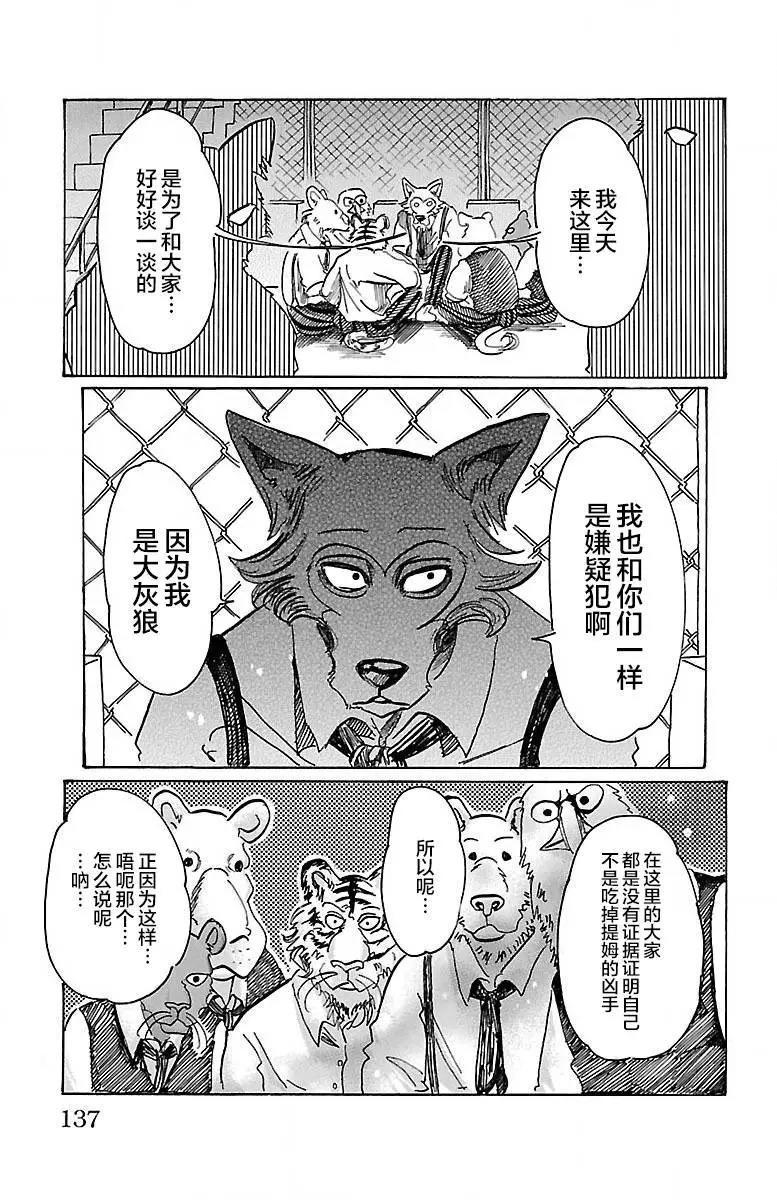 我今天
来这里…
是为了和大家…
好好谈一谈的
我也和你们一样
是嫌疑犯啊
因为我
是大灰狼
在这里的大家
都是没有证据证明自己
不是吃掉提姆的凶手
所以呢…
正因为这样…
唔呃那个…
怎么说呢
…呐…
137